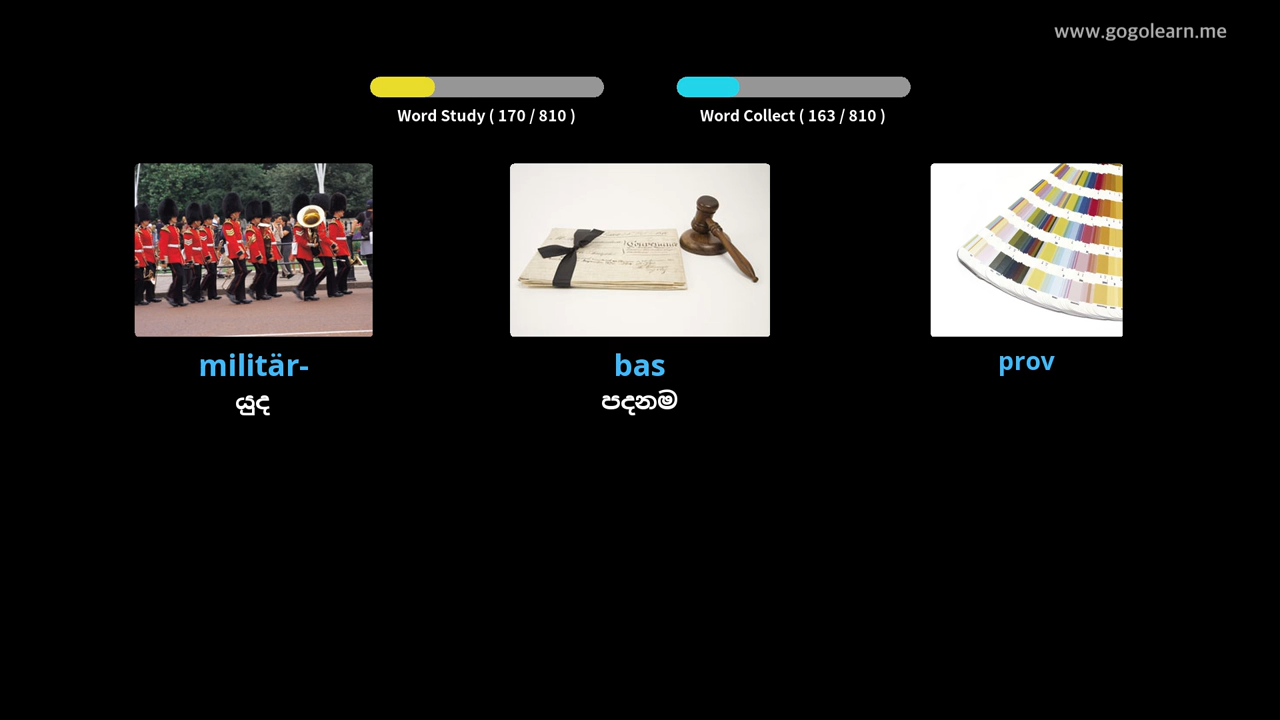 www.gogolearn.me
Word Study ( 170 / 810 )
Word Collect ( 163 / 810 )
militär-
යුද
bas
පදනම
prov